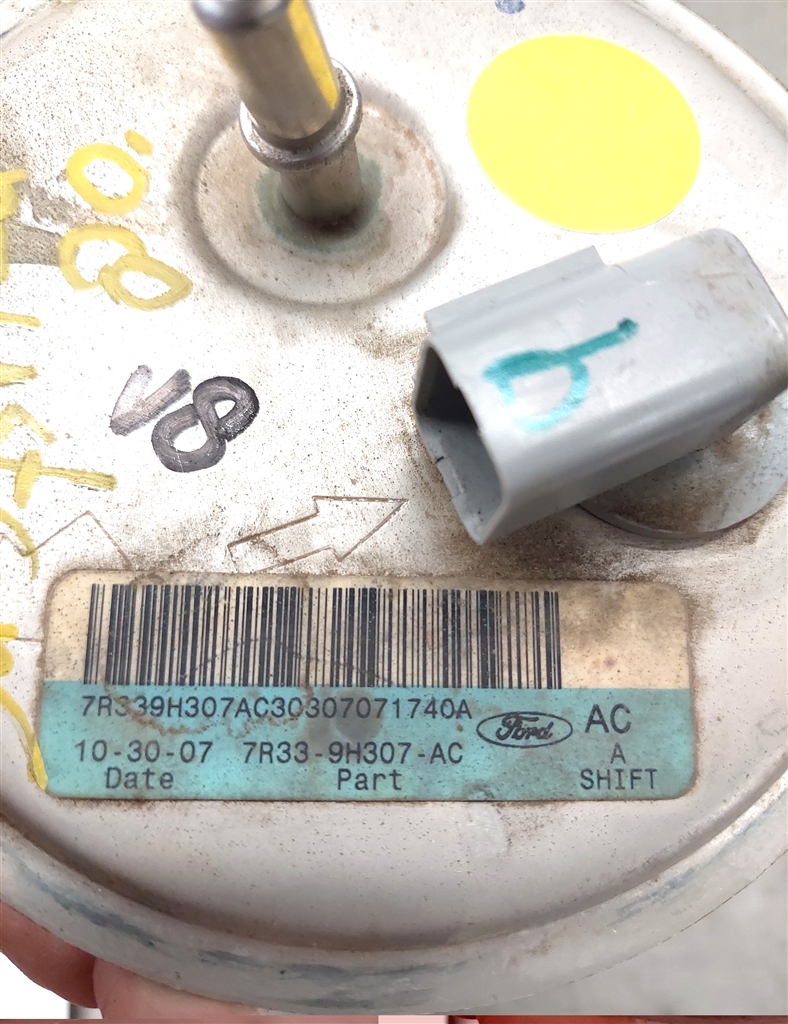 V8
7R339H307AC30307071740A
Ford
AC
10-30-07 7R33-9H307-AC
A
Date Part SHIFT